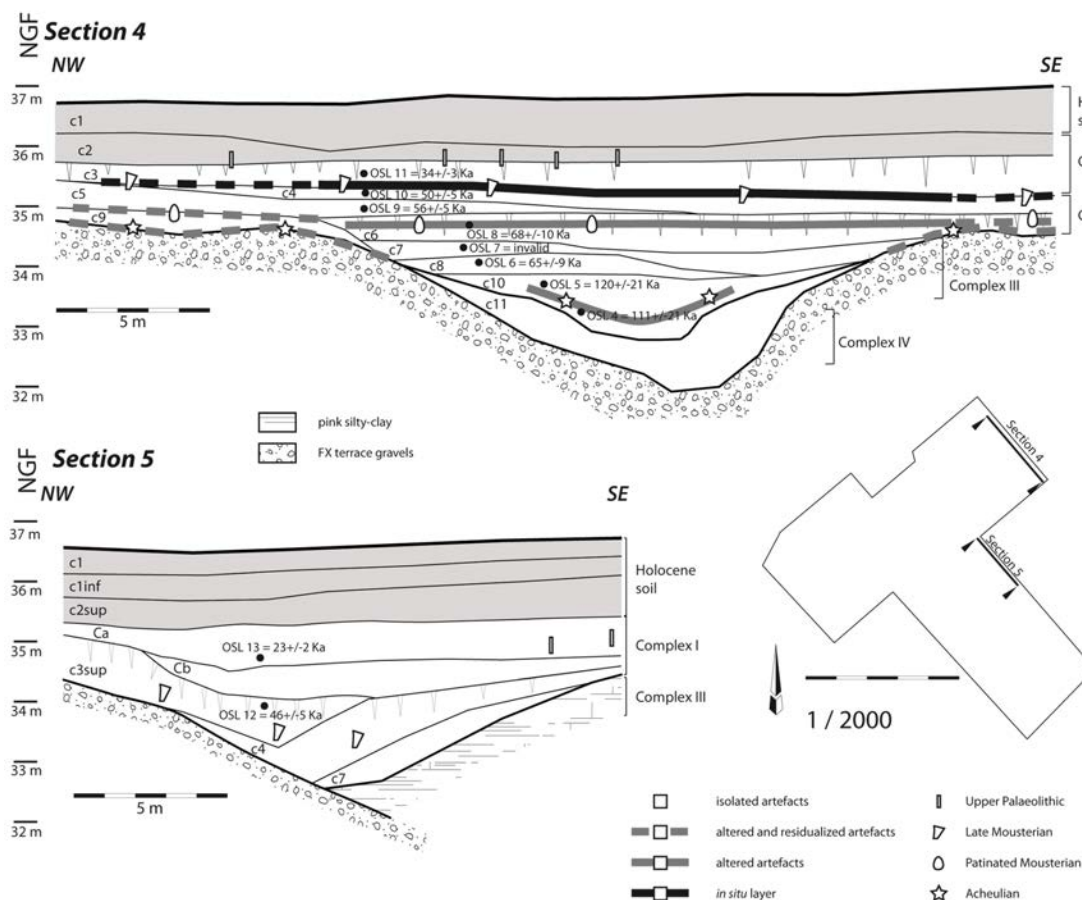 NGF
Section 4
NW
SE
37 m
36 m
35 m
34 m
33 m
32 m
c1
c2
c3
c4
c5
c9
c6
c7
c8
c10
c11
OSL 11 = 34+/-3 Ka
OSL 10 = 50+/-5 Ka
OSL 9 = 56+/-5 Ka
OSL 8 = 68+/-10 Ka
OSL 7 = invalid
OSL 6 = 65+/-9 Ka
OSL 5 = 120+/-21 Ka
OSL 4 = 111+/-21 Ka
Complex III
Complex IV
5 m
pink silty-clay
FX terrace gravels
NGF
Section 5
NW
SE
37 m
36 m
35 m
34 m
33 m
32 m
c1
c1inf
c2sup
Ca
Cb
c3sup
c4
c7
OSL 13 = 23+/-2 Ka
OSL 12 = 46+/-5 Ka
Holocene
soil
Complex I
Complex III
5 m
Section 4
Section 5
1 / 2000
isolated artefacts
altered and residualized artefacts
altered artefacts
in situ layer
Upper Palaeolithic
Late Mousterian
Patinated Mousterian
Acheulian